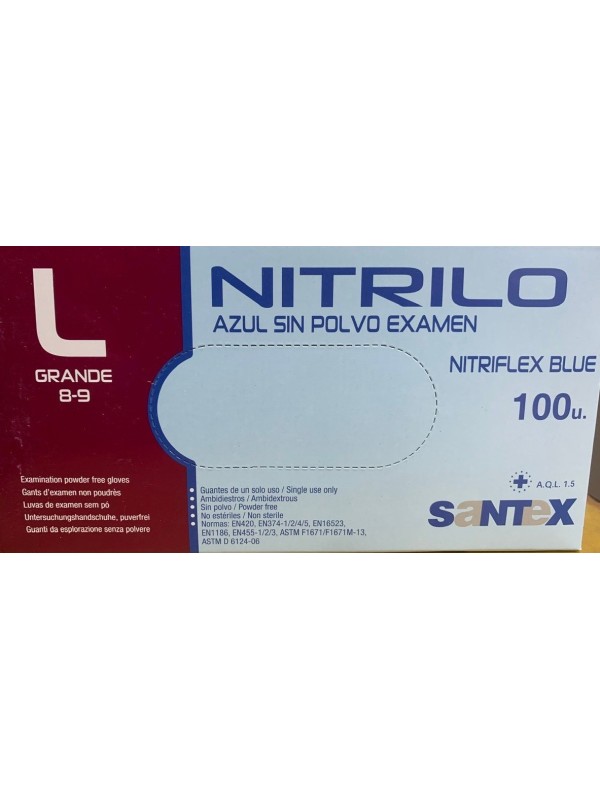 L
GRANDE
8-9
Examination powder free gloves
Gants d'examen non poudrès
Luvas de examen sem pò
Untersuchungshandschuhe, puverfrei
Guanti da esplorazione senza polvere
NITRILO
AZUL SIN POLVO EXAMEN
NITRIFLEX BLUE
100u.
Guantes de un solo uso / Single use only
Ambidiestros / Ambidextrous
Sin polvo / Powder free
No estériles / Non sterile
Normas: EN420, EN374-1/2/4/5, EN16523,
EN1186, EN455-1/2/3, ASTM F1671/F1671M-13,
ASTM D 6124-06
A.Q.L. 1.5
SaNTeX